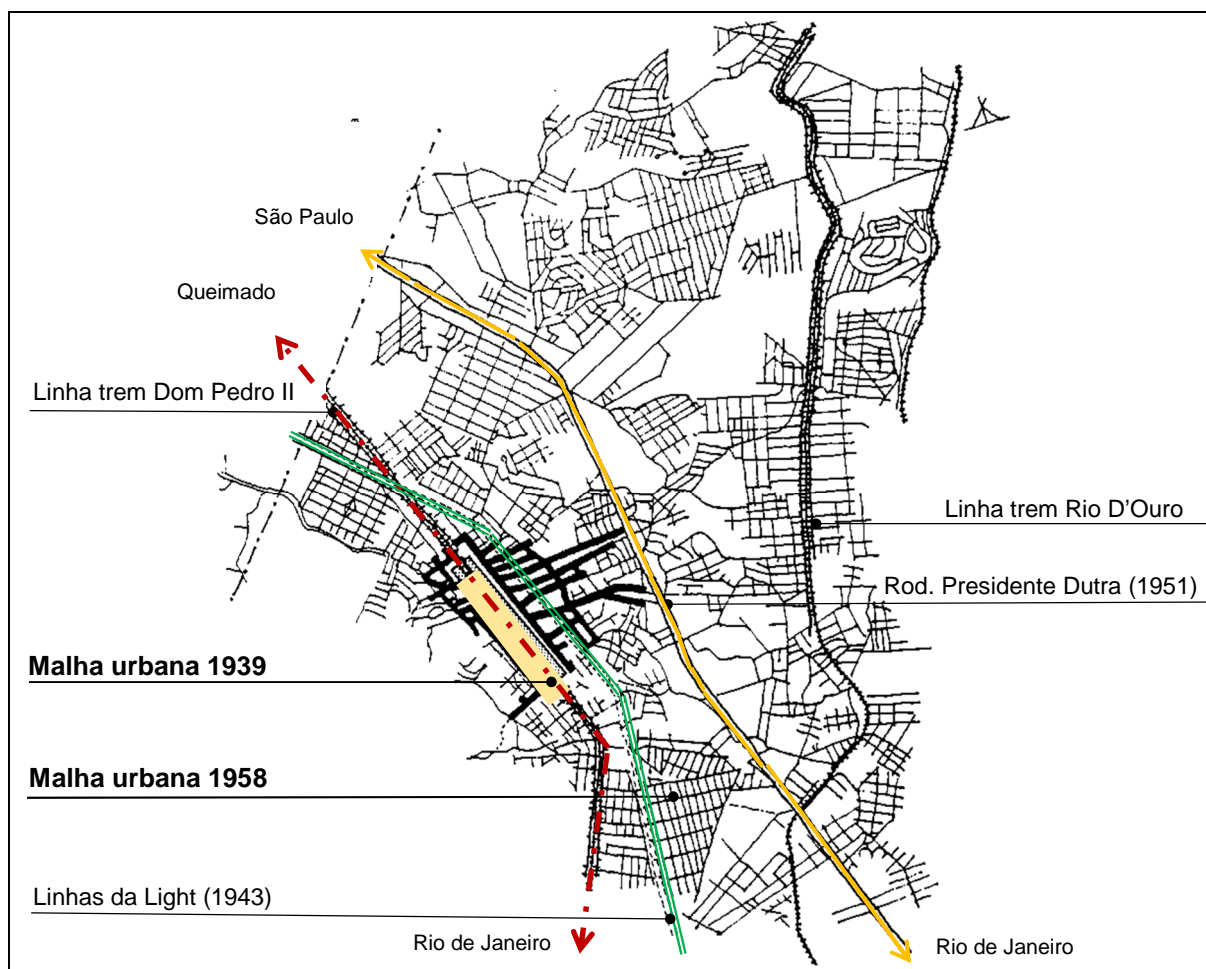 São Paulo
Queimado
Linha trem Dom Pedro II
Linha trem Rio D’Ouro
Rod. Presidente Dutra (1951)
Malha urbana 1939
Malha urbana 1958
Linhas da Light (1943)
Rio de Janeiro
Rio de Janeiro